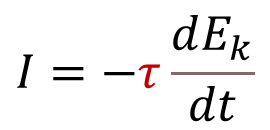 I = −τ dE_k/dt